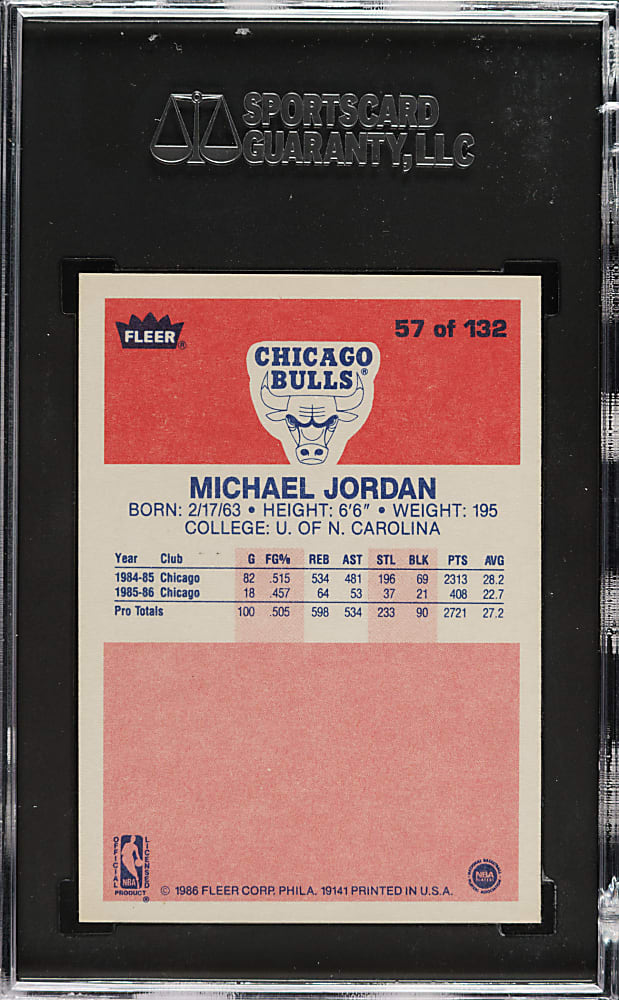 SPORTSCARD
GUARANTY, LLC
FLEER®
57 of 132
CHICAGO
BULLS®
MICHAEL JORDAN
BORN: 2/17/63 • HEIGHT: 6'6" • WEIGHT: 195
COLLEGE: U. OF N. CAROLINA
Year Club G FG% REB AST STL BLK PTS AVG
1984-85 Chicago 82 .515 534 481 196 69 2313 28.2
1985-86 Chicago 18 .457 64 53 37 21 408 22.7
Pro Totals 100 .505 598 534 233 90 2721 27.2
OFFICIAL LICENSED
NBA
PRODUCT ®
© 1986 FLEER CORP. PHILA. 19141 PRINTED IN U.S.A.
NATIONAL BASKETBALL
NBA
PLAYERS
ASSOCIATION